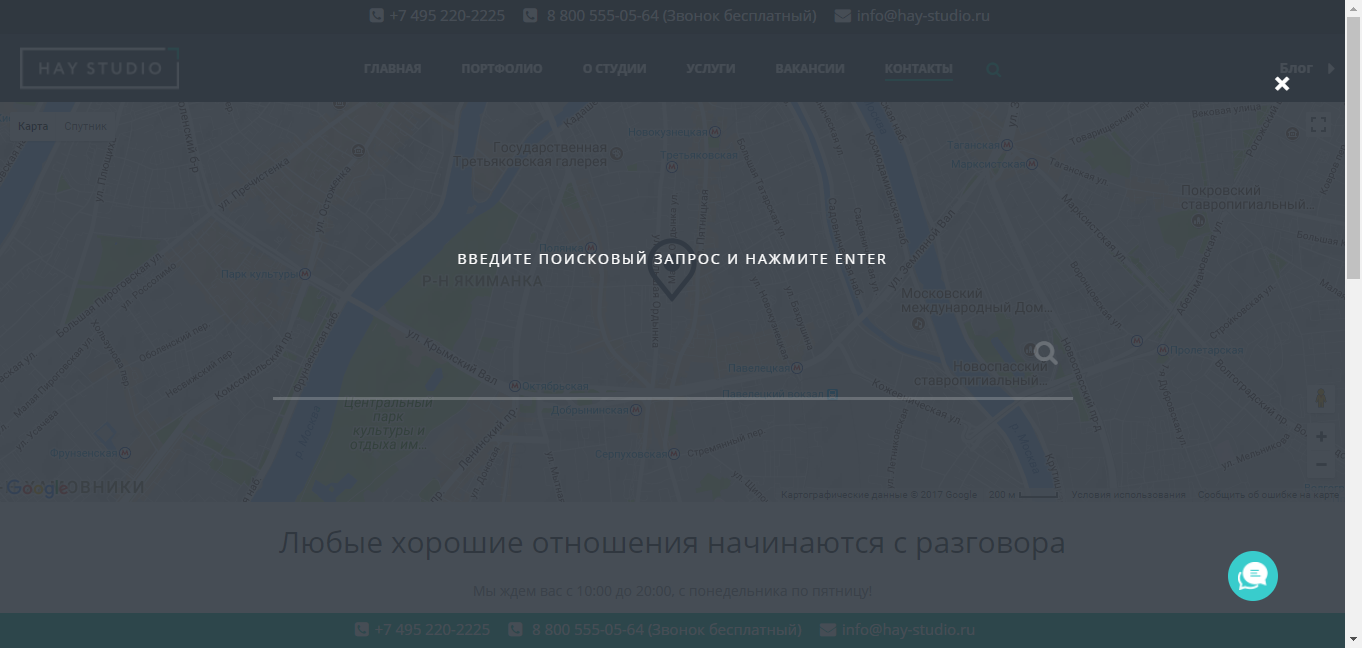 +7 495 220-2225 8 800 555-05-64 (Звонок бесплатный) info@hay-studio.ru
HAY STUDIO
ГЛАВНАЯ ПОРТФОЛИО О СТУДИИ УСЛУГИ ВАКАНСИИ КОНТАКТЫ Блог
Карта Спутник
Новокузнецкая
Государственная
Третьяковская галерея
Третьяковская
Таганская
Марксистская
Покровский
ставропигиальный...
ВВЕДИТЕ ПОИСКОВЫЙ ЗАПРОС И НАЖМИТЕ ENTER
Парк культуры
Р-Н ЯКИМАНКА
Московский
международный Дом...
ул. Крымский Вал
Павелецкая
Пролетарская
Новоспасский
ставропигиальный...
Октябрьская
Павелецкий вокзал
Добрынинская
Центральный
парк
культуры и
отдыха им...
Фрунзенская
Серпуховская
Google
Картографические данные © 2017 Google 200 м Условия использования Сообщить об ошибке на карте
Любые хорошие отношения начинаются с разговора
Мы ждем вас с 10:00 до 20:00, с понедельника по пятницу!
+7 495 220-2225 8 800 555-05-64 (Звонок бесплатный) info@hay-studio.ru